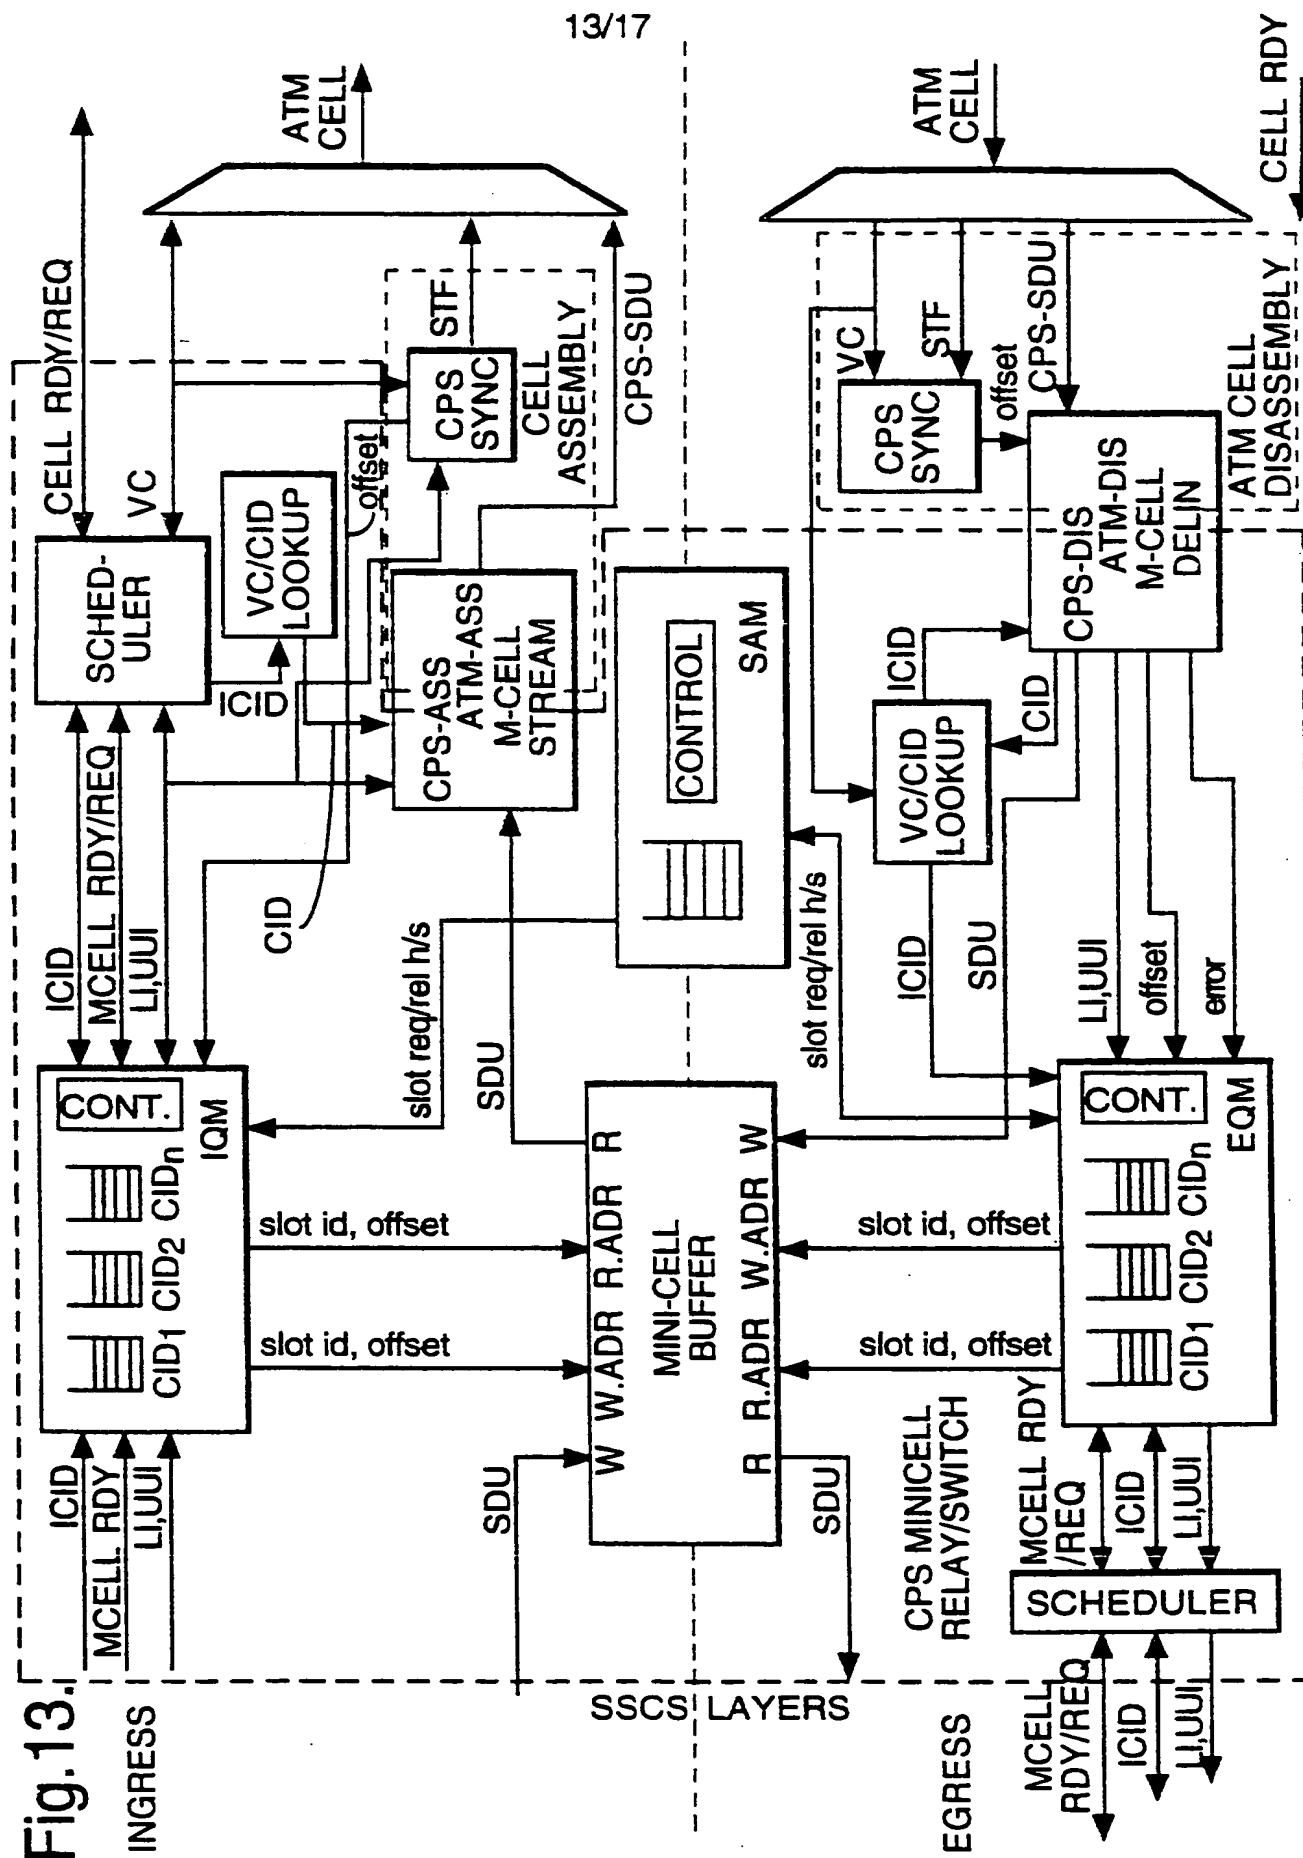 13/17
Fig.13.
INGRESS
ICID
MCELL RDY
LI,UUI
CONT.
IQM
CID1
CID2
CIDn
ICID
MCELL RDY/REQ
LI,UUI
SCHED-
ULER
CELL RDY/REQ
VC
ICID
VC/CID
LOOKUP
CID
offset
CPS
SYNC
STF
CELL
ASSEMBLY
CPS-ASS
ATM-ASS
M-CELL
STREAM
CPS-SDU
ATM
CELL
slot id, offset
slot id, offset
slot req/rel h/s
SDU
SDU
W
W.ADR
R.ADR
R
MINI-CELL
BUFFER
R
R.ADR
W.ADR
W
SDU
CONTROL
SAM
SSCS LAYERS
CPS MINICELL
RELAY/SWITCH
slot id, offset
slot id, offset
slot req/rel h/s
ICID
SDU
VC/CID
LOOKUP
ICID
CID
VC
STF
CPS
SYNC
offset
CPS-SDU
ATM
CELL
CELL RDY
CPS-DIS
ATM-DIS
M-CELL
DELIN
ATM CELL
DISASSEMBLY
LI,UUI
offset
error
CONT.
EQM
CID1
CID2
CIDn
MCELL RDY
/REQ
ICID
LI,UUI
SCHEDULER
EGRESS
MCELL
RDY/REQ
ICID
LI,UUI